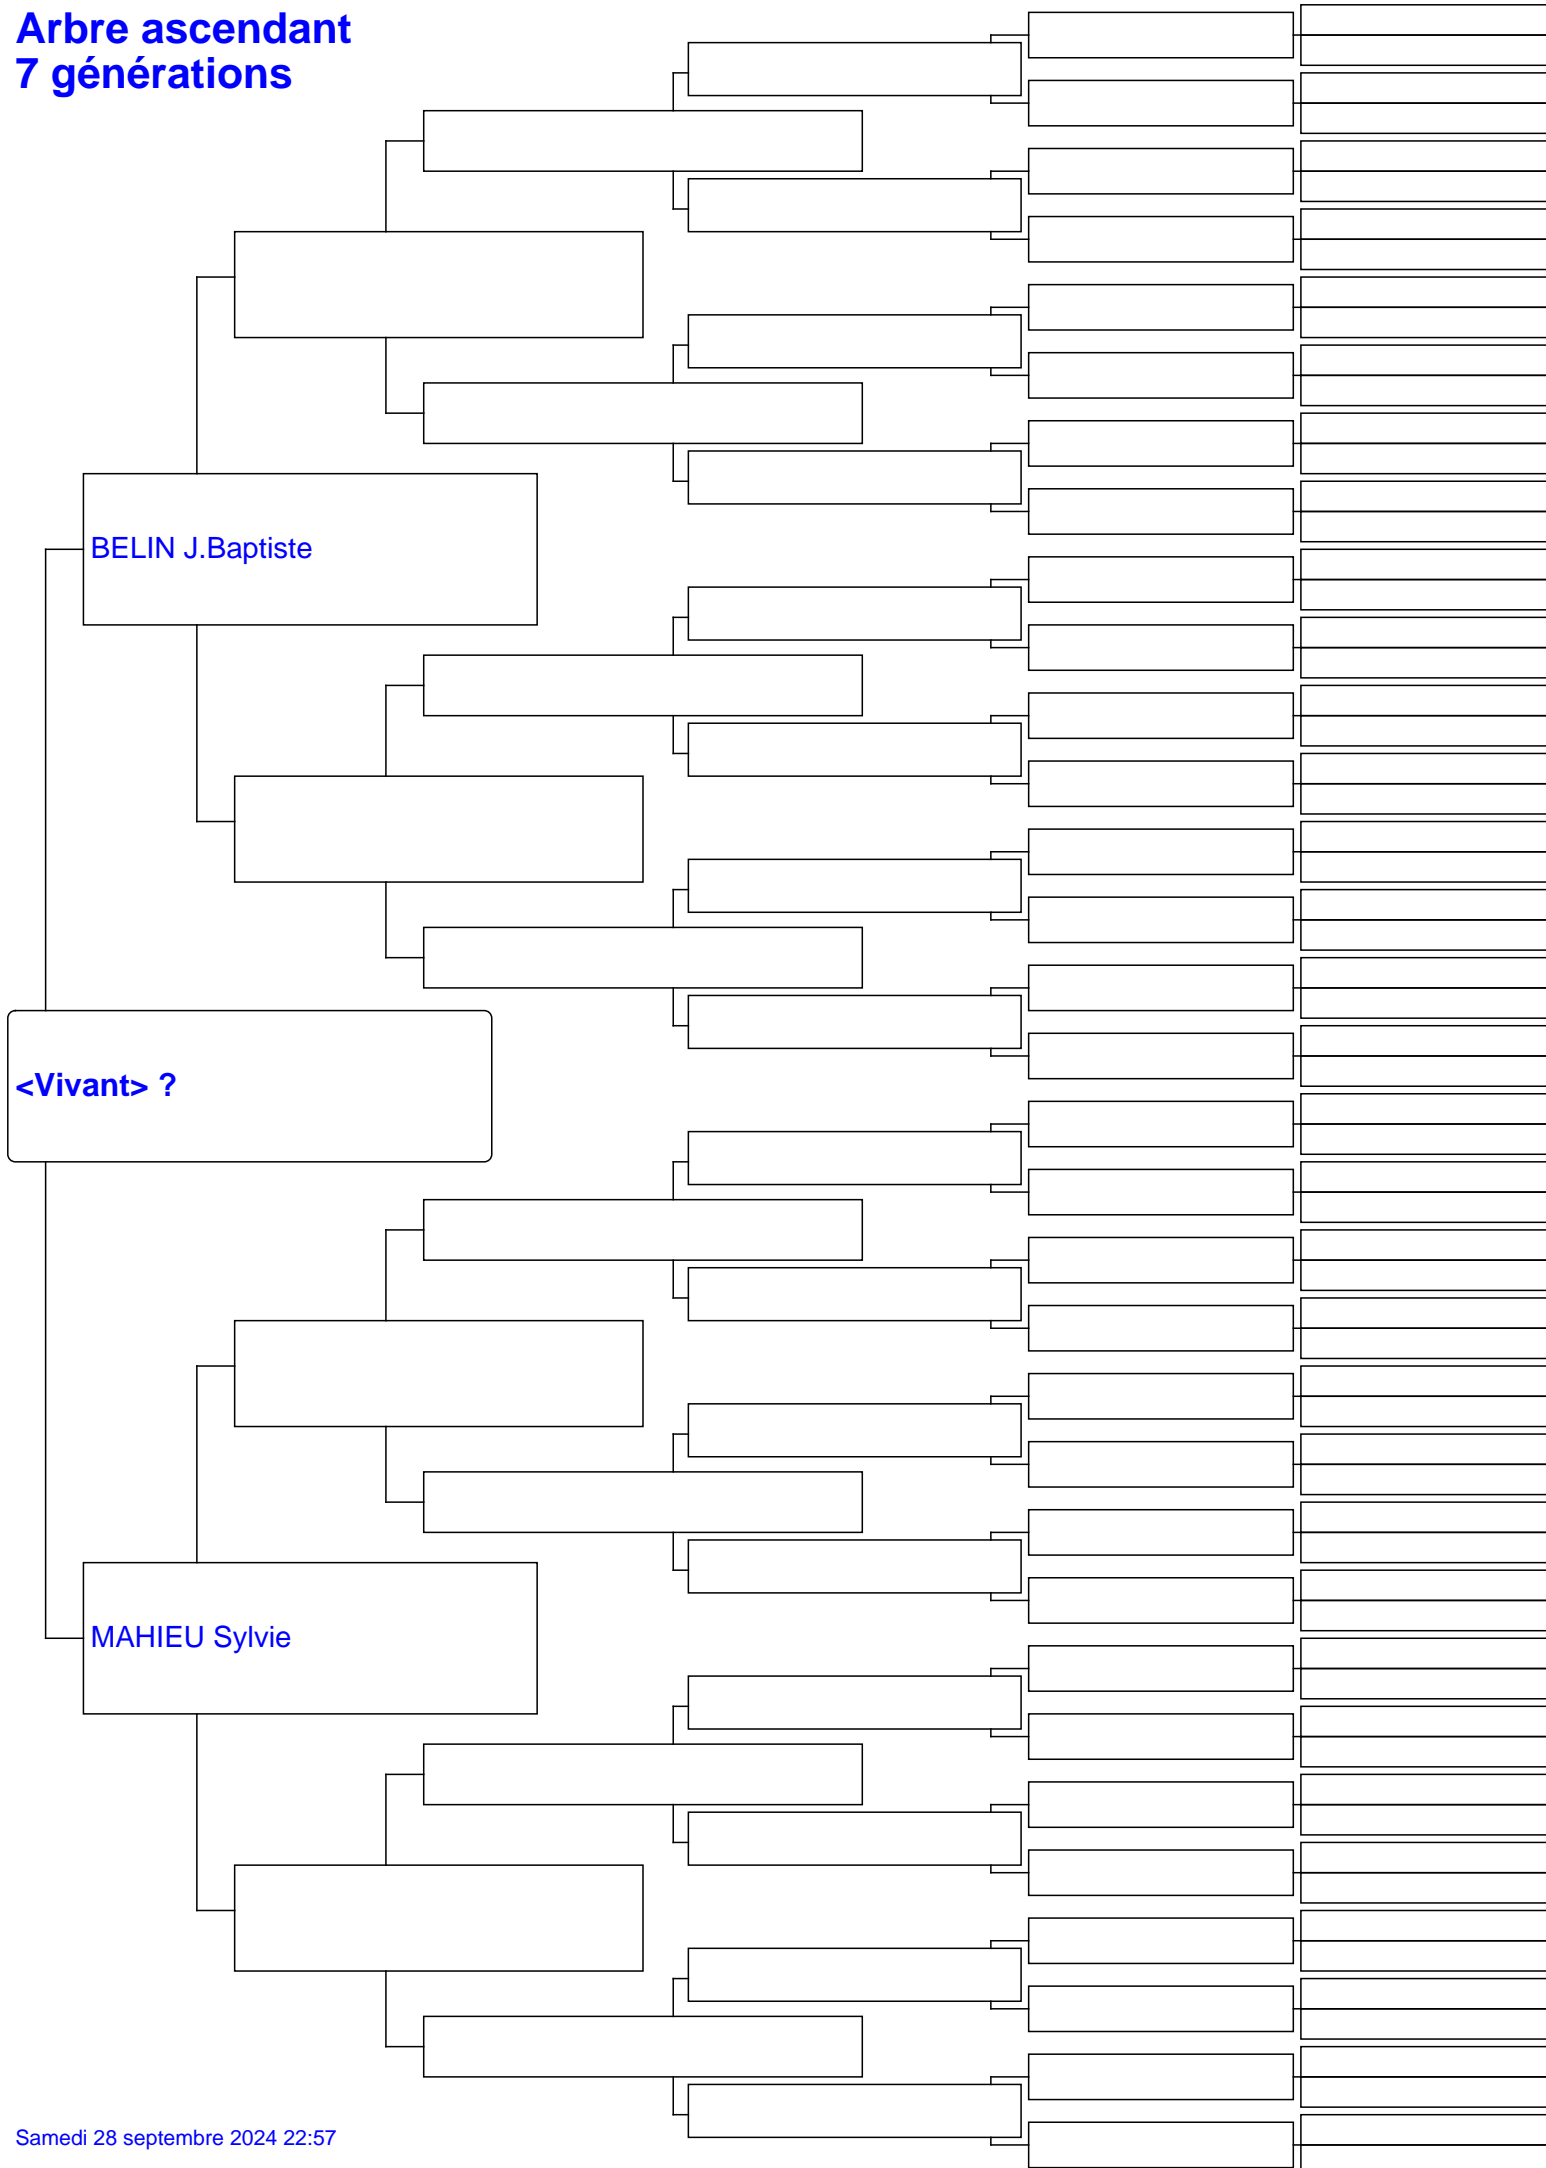 Arbre ascendant
7 générations
BELIN J.Baptiste
<Vivant> ?
MAHIEU Sylvie
Samedi 28 septembre 2024 22:57